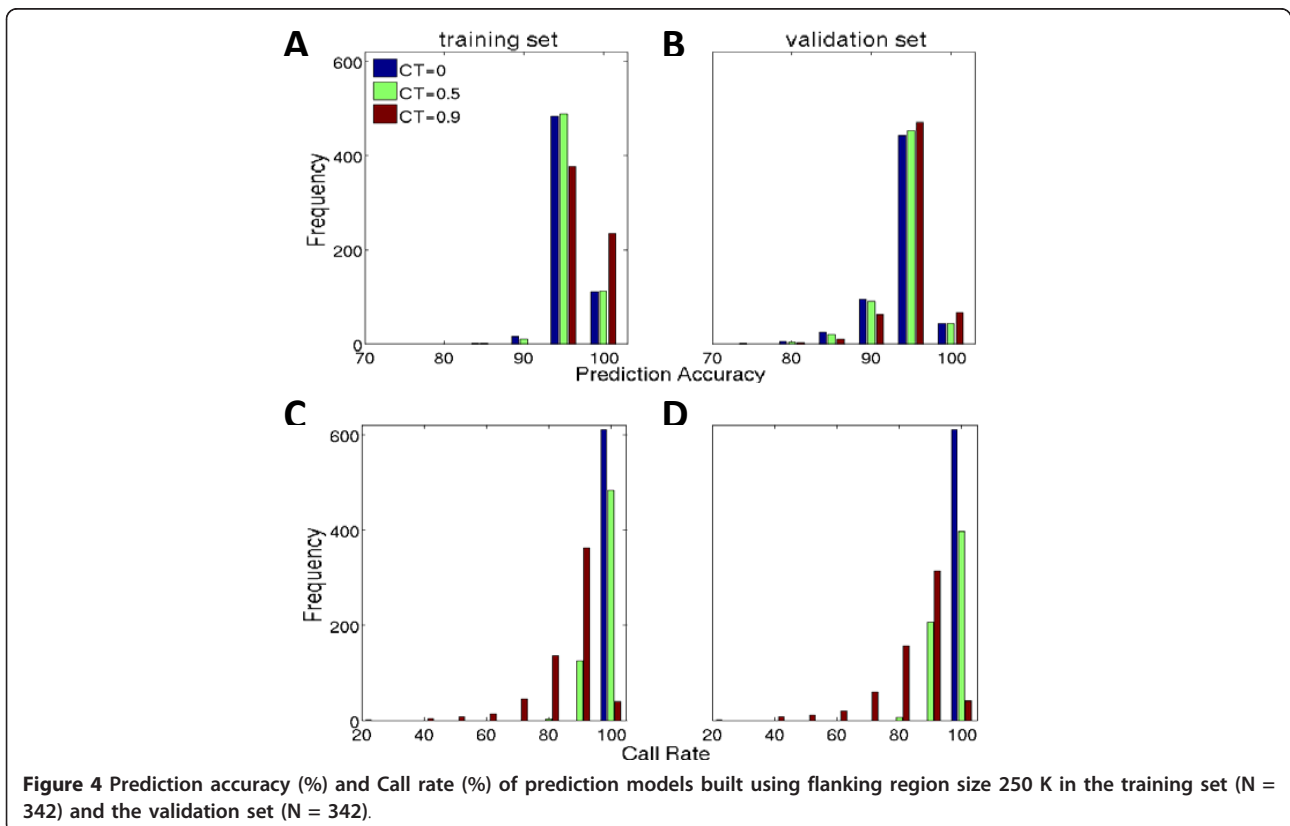 A
training set
B
validation set
CT=0
CT=0.5
CT=0.9
600
400
200
0
Frequency
70 80 90 100
70 80 90 100
Prediction Accuracy
C
D
600
400
200
0
Frequency
20 40 60 80 100
20 40 60 80 100
Call Rate
Figure 4 Prediction accuracy (%) and Call rate (%) of prediction models built using flanking region size 250 K in the training set (N =
342) and the validation set (N = 342).